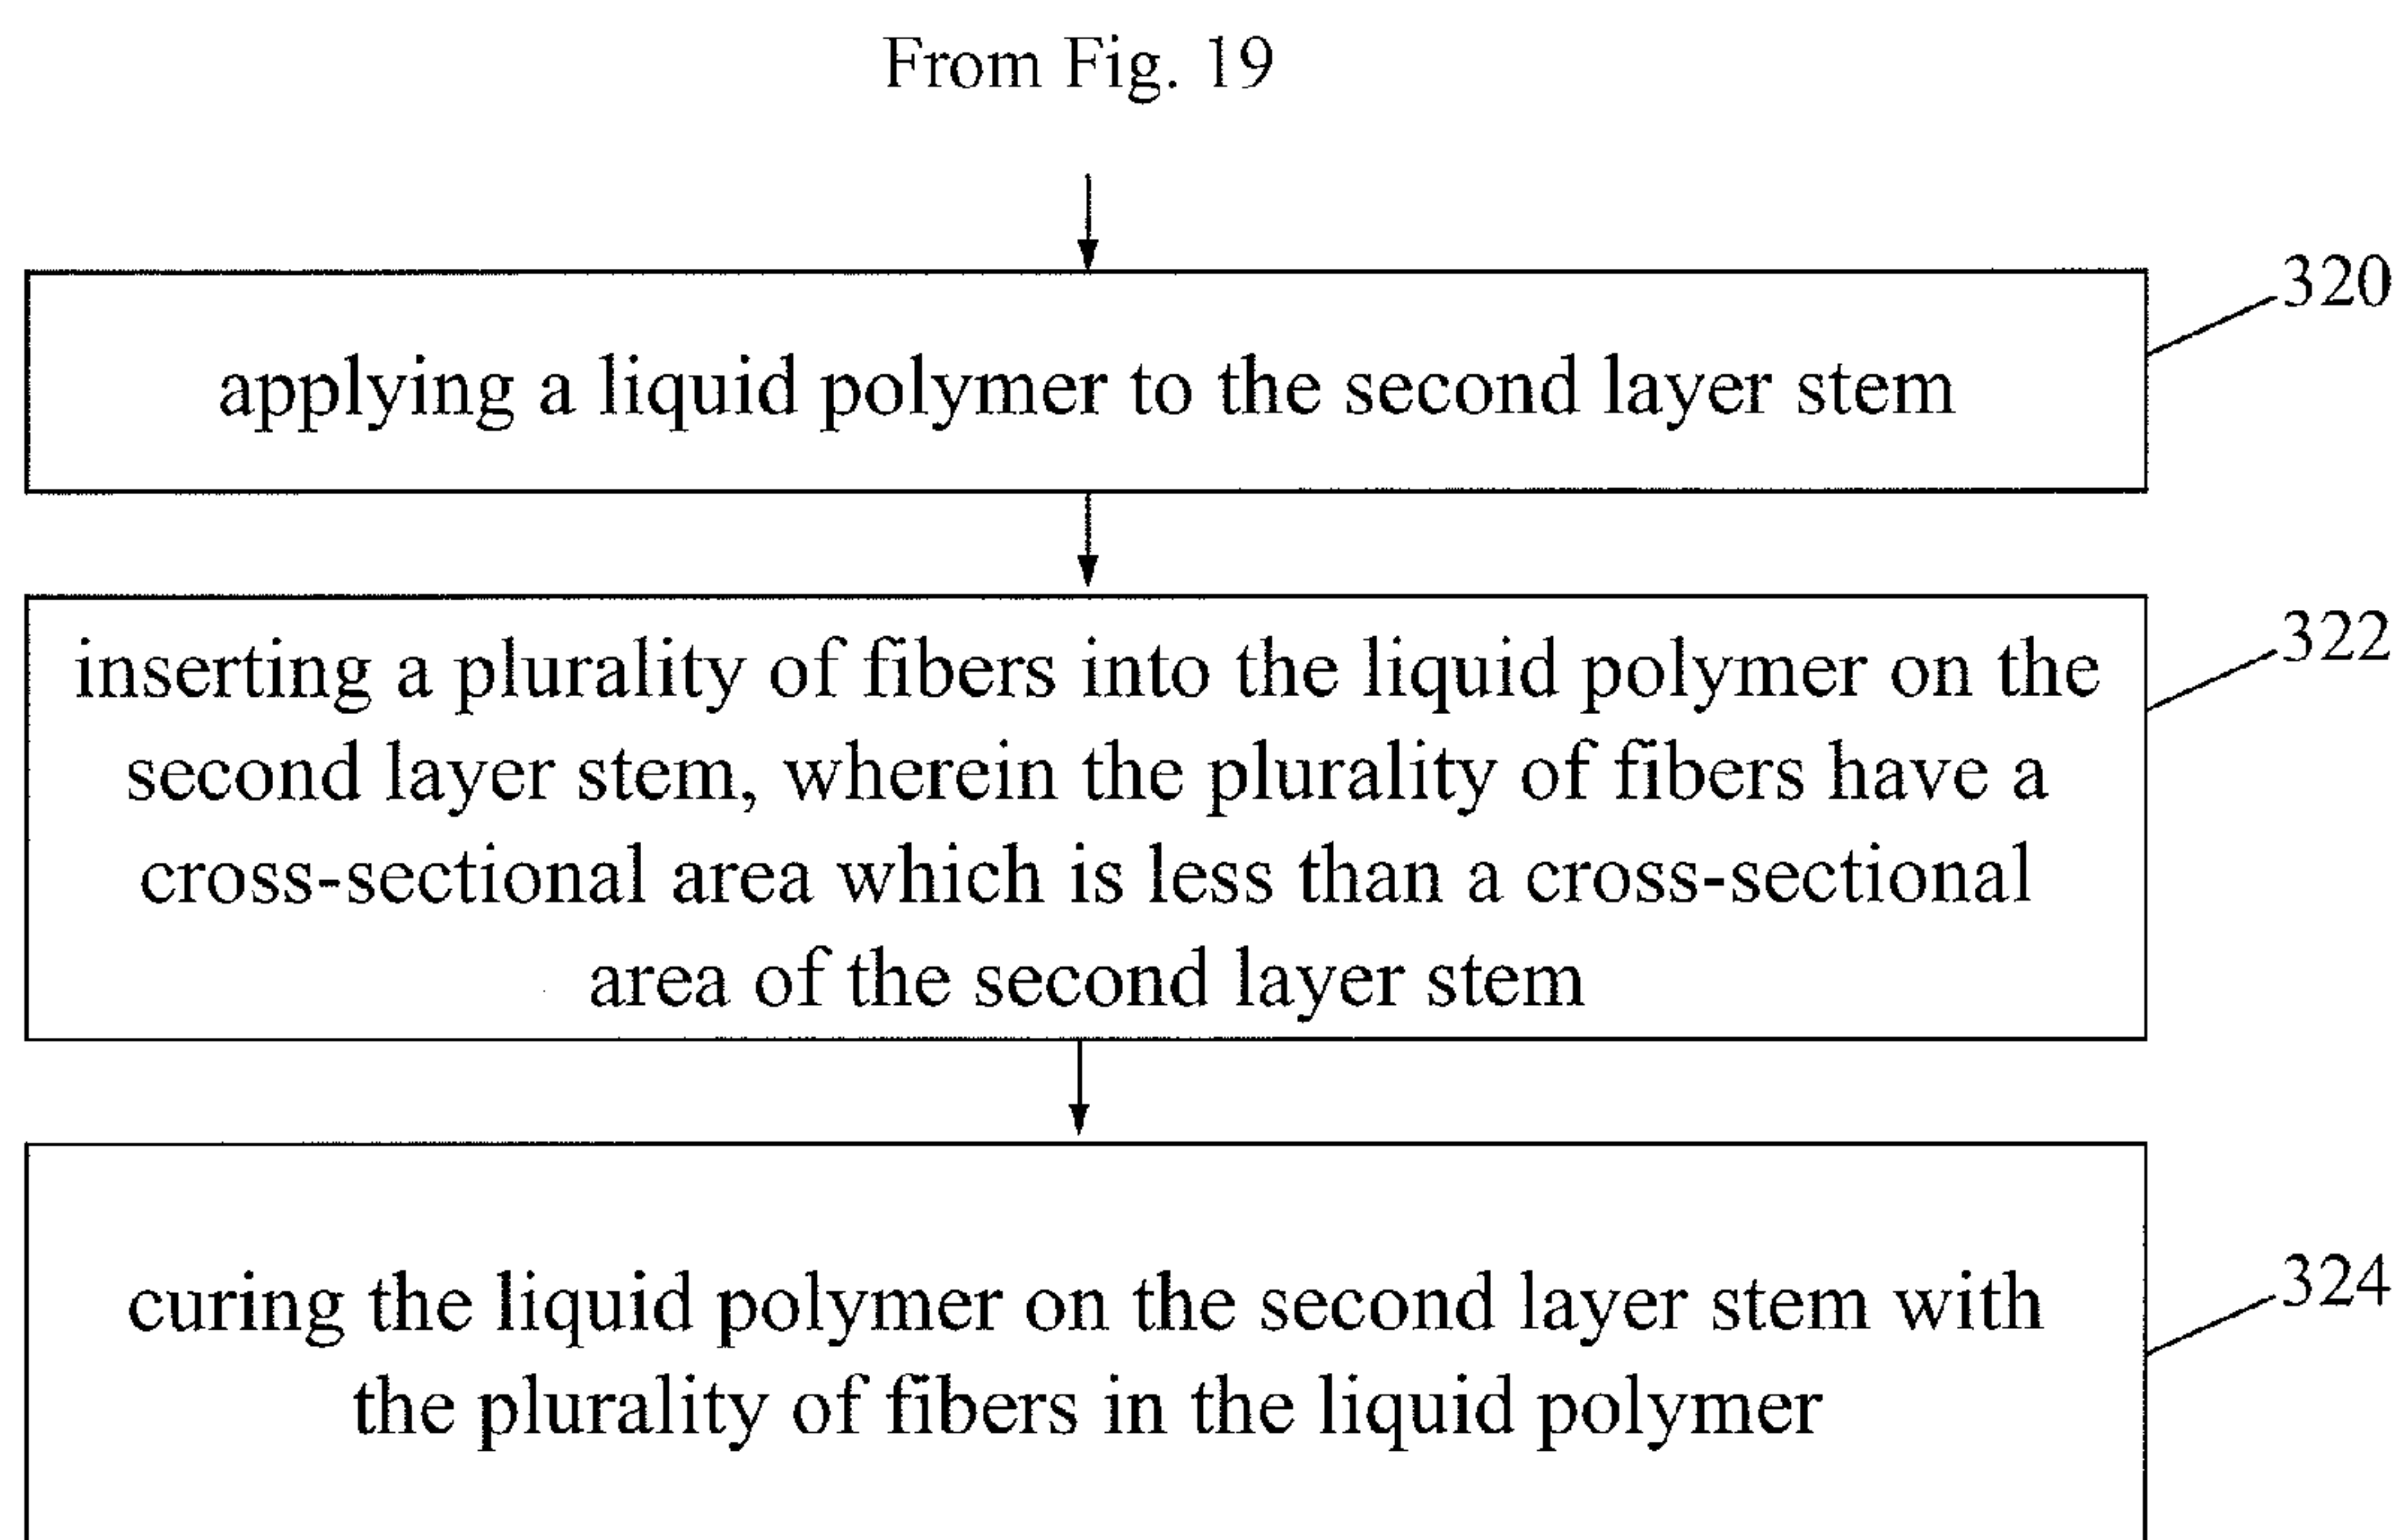 From Fig. 19
320
applying a liquid polymer to the second layer stem
322
inserting a plurality of fibers into the liquid polymer on the
second layer stem, wherein the plurality of fibers have a
cross-sectional area which is less than a cross-sectional
area of the second layer stem
324
curing the liquid polymer on the second layer stem with
the plurality of fibers in the liquid polymer